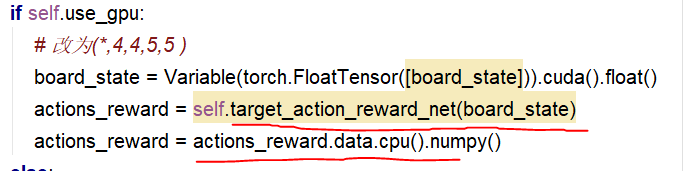 if self.use_gpu:
# 改为(*,4,4,5,5 )
board_state = Variable(torch.FloatTensor([board_state])).cuda().float()
actions_reward = self.target_action_reward_net(board_state)
actions_reward = actions_reward.data.cpu().numpy()
else: